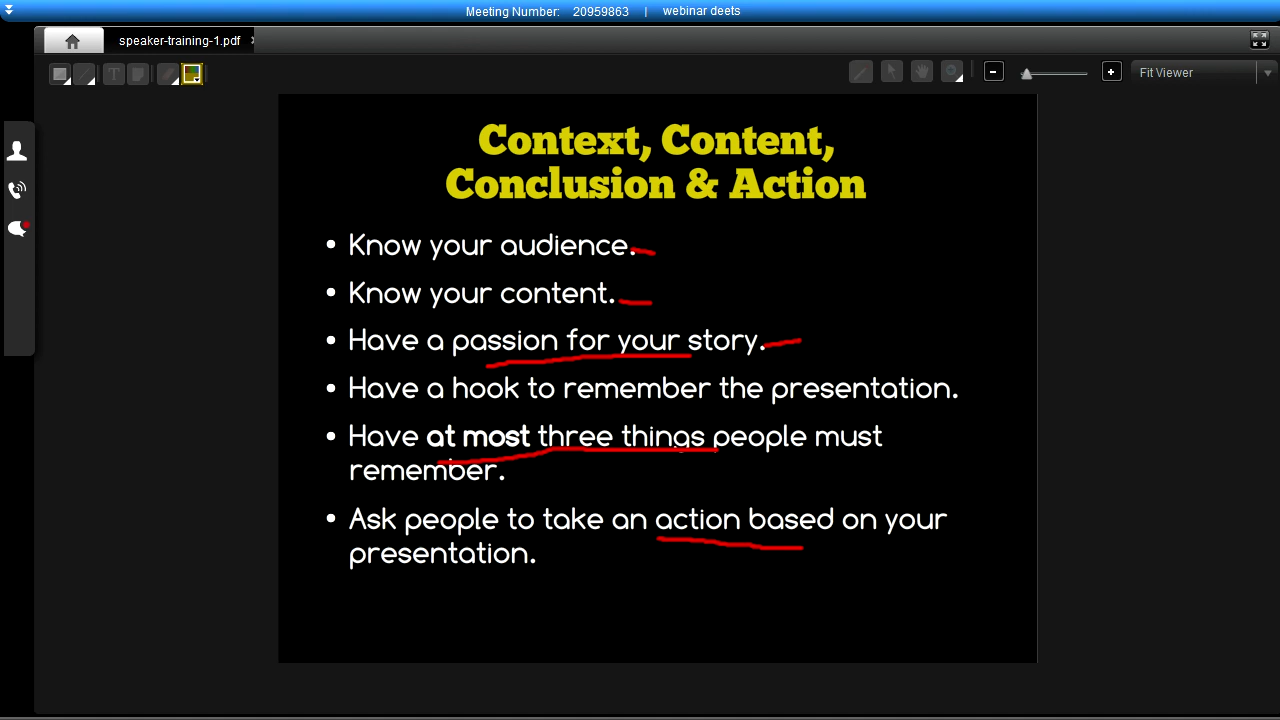 Meeting Number: 20959863 | webinar deets
speaker-training-1.pdf
T
Fit Viewer
Context, Content,
Conclusion & Action
• Know your audience.
• Know your content.
• Have a passion for your story.
• Have a hook to remember the presentation.
• Have at most three things people must
remember.
• Ask people to take an action based on your
presentation.